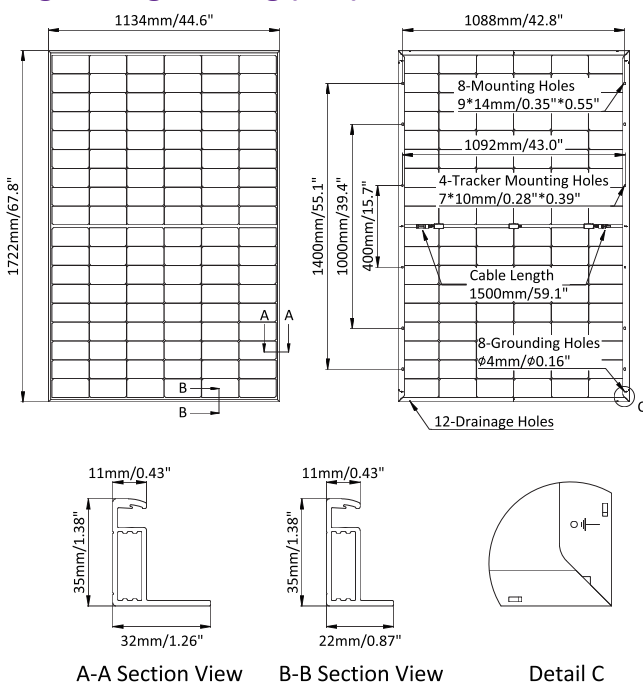 1134mm/44.6"
1088mm/42.8"
8-Mounting Holes
9*14mm/0.35"*0.55"
1092mm/43.0"
4-Tracker Mounting Holes
7*10mm/0.28"*0.39"
1722mm/67.8"
1400mm/55.1"
1000mm/39.4"
400mm/15.7"
Cable Length
1500mm/59.1"
A A
8-Grounding Holes
ϕ4mm/ϕ0.16"
B
B
C
12-Drainage Holes
11mm/0.43"
11mm/0.43"
35mm/1.38"
35mm/1.38"
32mm/1.26"
22mm/0.87"
A-A Section View
B-B Section View
Detail C